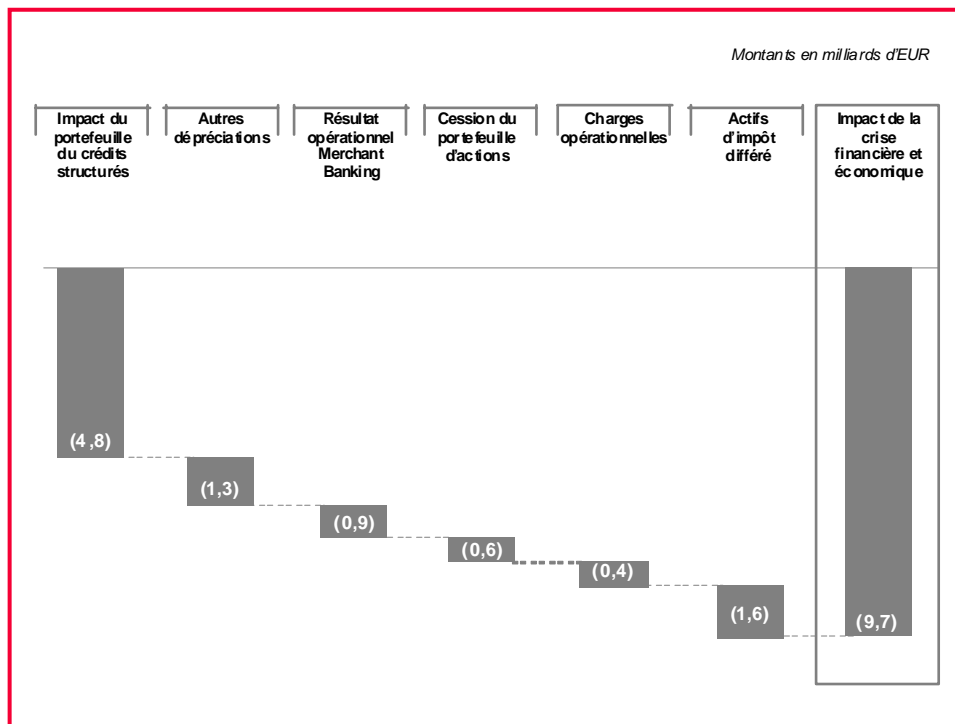 Montants en milliards d'EUR
Impact du
portefeuille
du crédits
structurés
Autres
dépréciations
Résultat
opérationnel
Merchant
Banking
Cession du
portefeuille
d'actions
Charges
opérationnelles
Actifs
d'impôt
différé
Impact de la
crise
financière et
économique
(4,8)
(1,3)
(0,9)
(0,6)
(0,4)
(1,6)
(9,7)